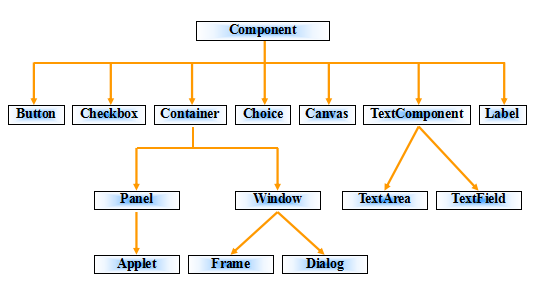 Component
Button Checkbox Container Choice Canvas TextComponent Label
Panel Window TextArea TextField
Applet Frame Dialog